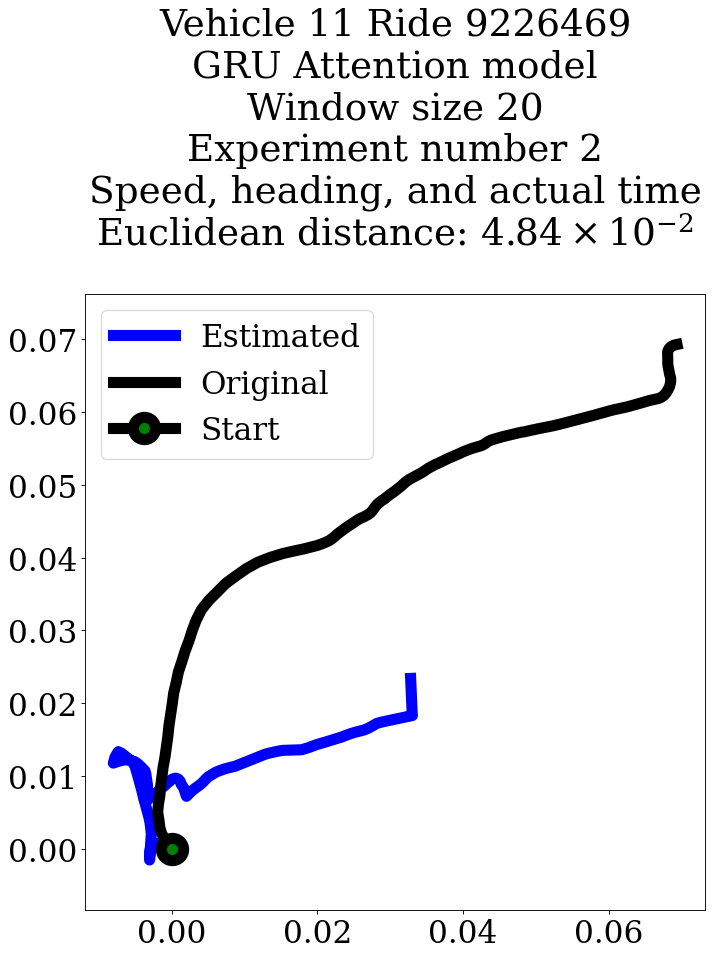 Vehicle 11 Ride 9226469
GRU Attention model
Window size 20
Experiment number 2
Speed, heading, and actual time
Euclidean distance: 4.84 × 10⁻²
Estimated
Original
Start
0.07
0.06
0.05
0.04
0.03
0.02
0.01
0.00
0.00 0.02 0.04 0.06